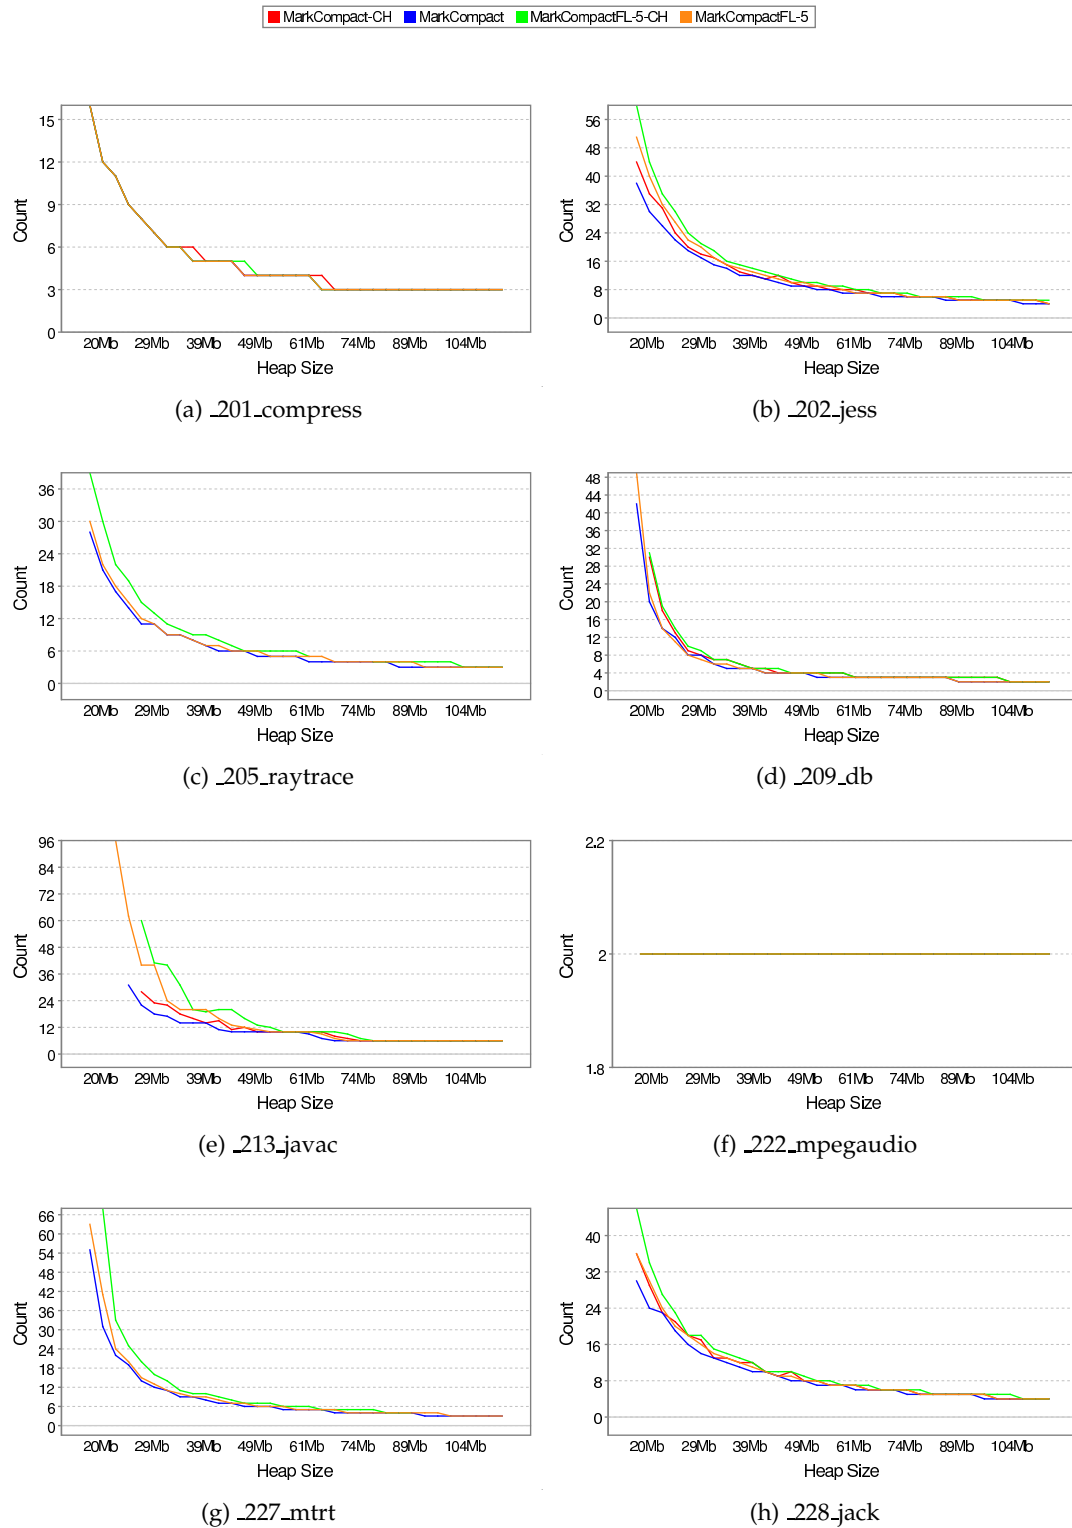 MarkCompact-CH MarkCompact MarkCompactFL-5-CH MarkCompactFL-5
15
12
9
6
3
0
Count
20Mb 29Mb 39Mb 49Mb 61Mb 74Mb 89Mb 104Mb
Heap Size
(a) _201_compress
56
48
40
32
24
16
8
0
Count
20Mb 29Mb 39Mb 49Mb 61Mb 74Mb 89Mb 104Mb
Heap Size
(b) _202_jess
36
30
24
18
12
6
0
Count
20Mb 29Mb 39Mb 49Mb 61Mb 74Mb 89Mb 104Mb
Heap Size
(c) _205_raytrace
48
44
40
36
32
28
24
20
16
12
8
4
0
Count
20Mb 29Mb 39Mb 49Mb 61Mb 74Mb 89Mb 104Mb
Heap Size
(d) _209_db
96
84
72
60
48
36
24
12
0
Count
20Mb 29Mb 39Mb 49Mb 61Mb 74Mb 89Mb 104Mb
Heap Size
(e) _213_javac
2.2
2
1.8
Count
20Mb 29Mb 39Mb 49Mb 61Mb 74Mb 89Mb 104Mb
Heap Size
(f) _222_mpegaudio
66
60
54
48
42
36
30
24
18
12
6
0
Count
20Mb 29Mb 39Mb 49Mb 61Mb 74Mb 89Mb 104Mb
Heap Size
(g) _227_mtrt
40
32
24
16
8
0
Count
20Mb 29Mb 39Mb 49Mb 61Mb 74Mb 89Mb 104Mb
Heap Size
(h) _228_jack